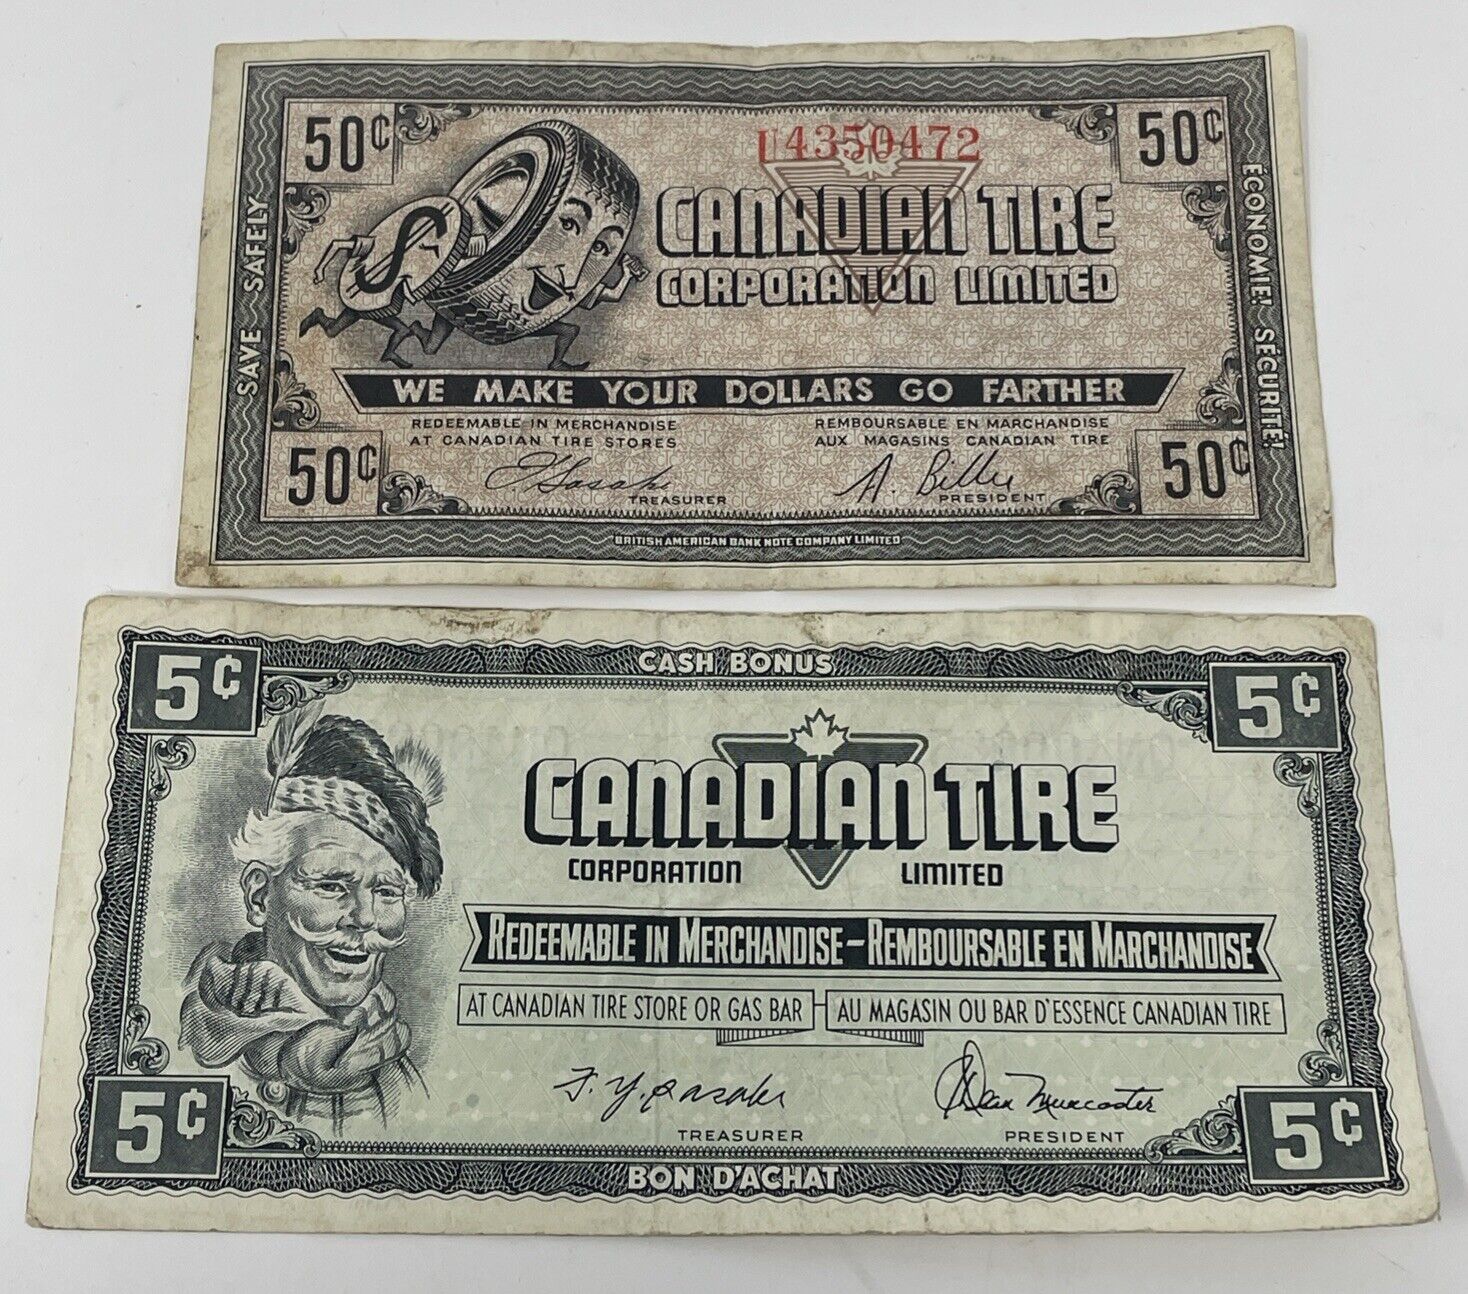 50¢
U4350472
50¢
SAVE SAFELY
$
CANADIAN TIRE
CORPORATION LIMITED
ÉCONOMIE! SÉCURITÉ!
WE MAKE YOUR DOLLARS GO FARTHER
REDEEMABLE IN MERCHANDISE
AT CANADIAN TIRE STORES
REMBOURSABLE EN MARCHANDISE
AUX MAGASINS CANADIAN TIRE
50¢
TREASURER
PRESIDENT
50¢
BRITISH AMERICAN BANK NOTE COMPANY LIMITED
5¢
CASH BONUS
5¢
CANADIAN TIRE
CORPORATION LIMITED
REDEEMABLE IN MERCHANDISE–REMBOURSABLE EN MARCHANDISE
AT CANADIAN TIRE STORE OR GAS BAR
AU MAGASIN OU BAR D'ESSENCE CANADIAN TIRE
Dean Muncaster
5¢
TREASURER
PRESIDENT
5¢
BON D'ACHAT